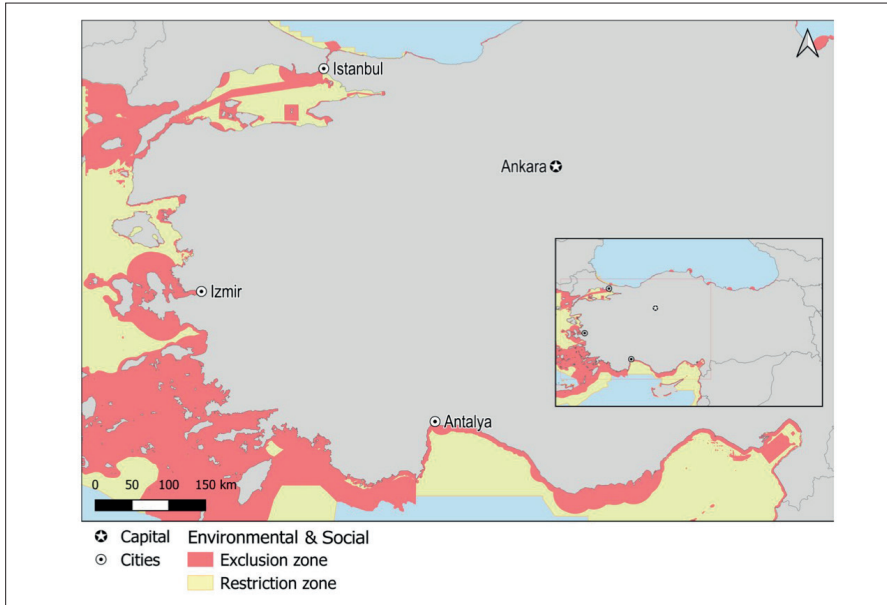 Istanbul
Ankara
Izmir
Antalya
0 50 100 150 km
Capital Environmental & Social
Cities Exclusion zone
Restriction zone